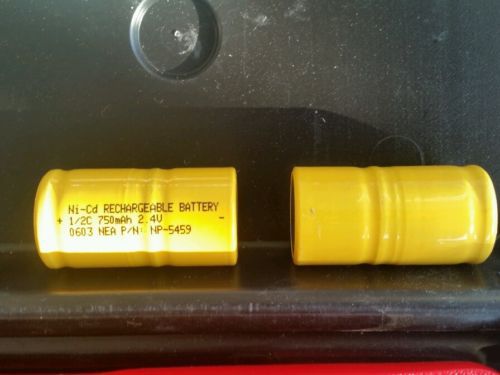 Ni-Cd RECHARGEABLE BATTERY
+ 1/2C 750mAh 2.4V -
0603 NEA P/N: NP-5459